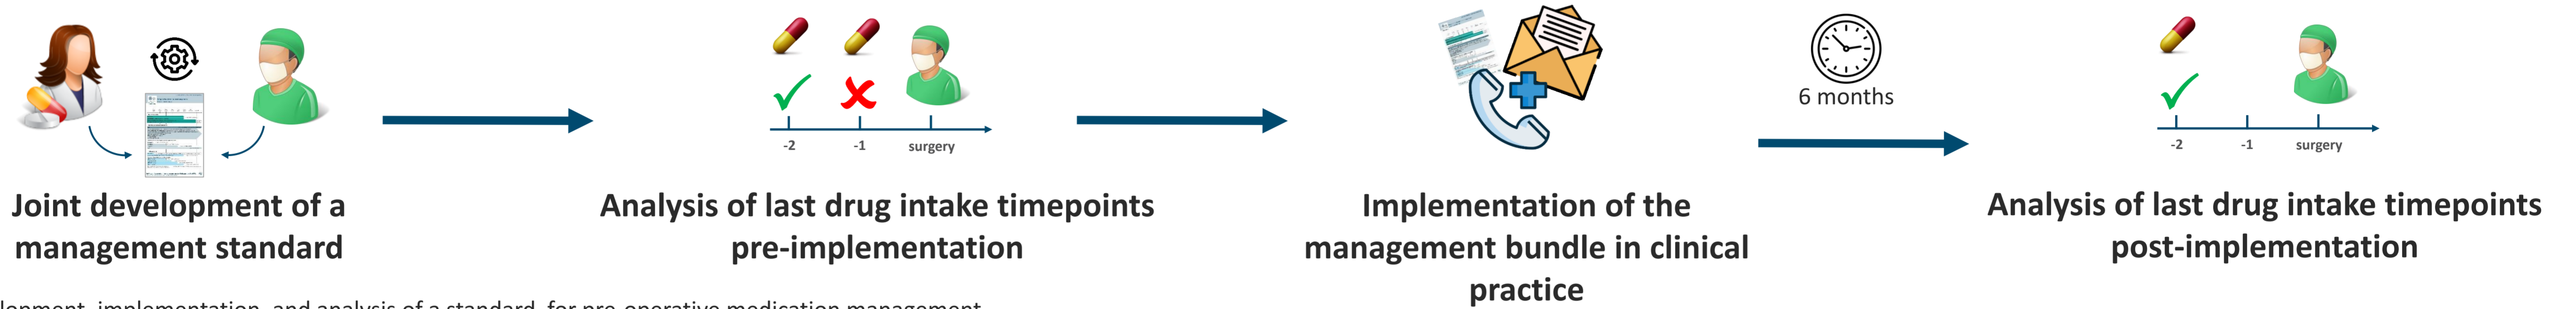 6 months
-2 -1 surgery
-2 -1 surgery
Joint development of a
management standard
Analysis of last drug intake timepoints
pre-implementation
Implementation of the
management bundle in clinical
practice
Analysis of last drug intake timepoints
post-implementation
implementation, and analysis of a standard for pre-operative medication management